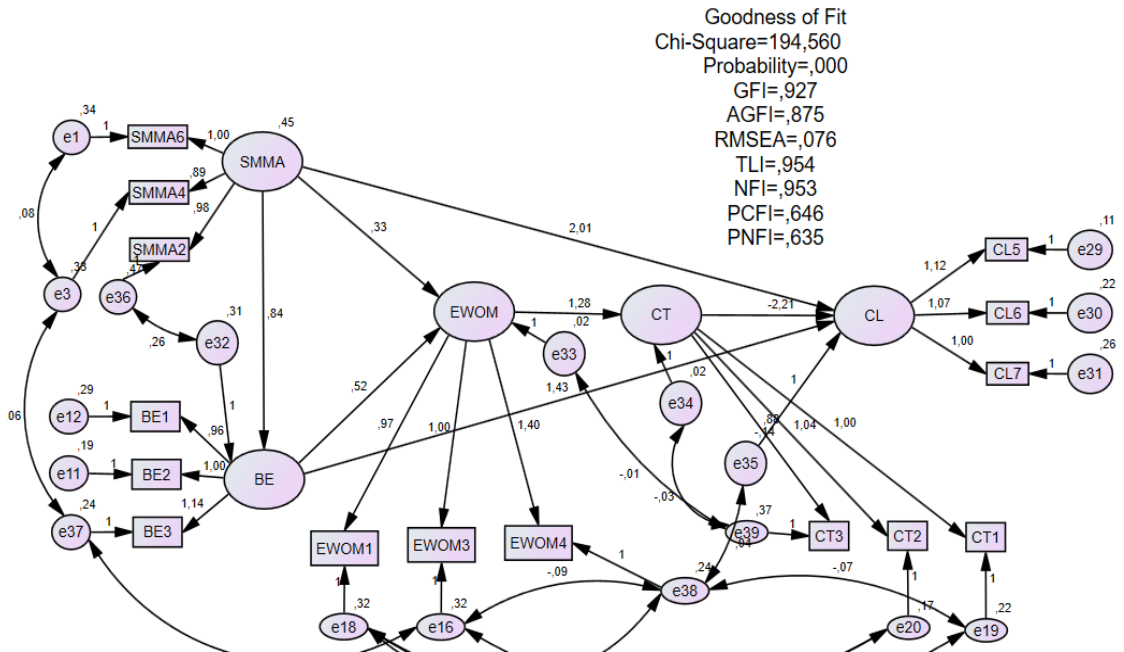 Goodness of Fit
Chi-Square=194,560
Probability=,000
GFI=,927
AGFI=,875
RMSEA=,076
TLI=,954
NFI=,953
PCFI=,646
PNFI=,635
,34
e1
1
SMMA6
1,00
,45
SMMA
,89
SMMA4
,98
,08
1
SMMA2
1
,33
,47
e3
e36
,33
2,01
,11
CL5
1
e29
1,12
,22
,31
e32
,26
,84
EWOM
1,28
,02
CT
-2,21
CL
1,07
CL6
1
e30
1
e33
1,00
,26
CL7
1
e31
1
,02
e34
,29
e12
1
BE1
,96
1
,52
1,43
1
06
,19
e11
1
BE2
1,00
BE
,97
1,00
1,40
,88
-,14
1,04
1,00
e35
,24
e37
1
BE3
1,14
-,01
-,03
,37
e39
1
CT3
CT2
CT1
,04
EWOM1
EWOM3
EWOM4
1
-,09
,24
e38
-,07
1
1
1
1
,32
e18
,32
e16
,17
e20
,22
e19